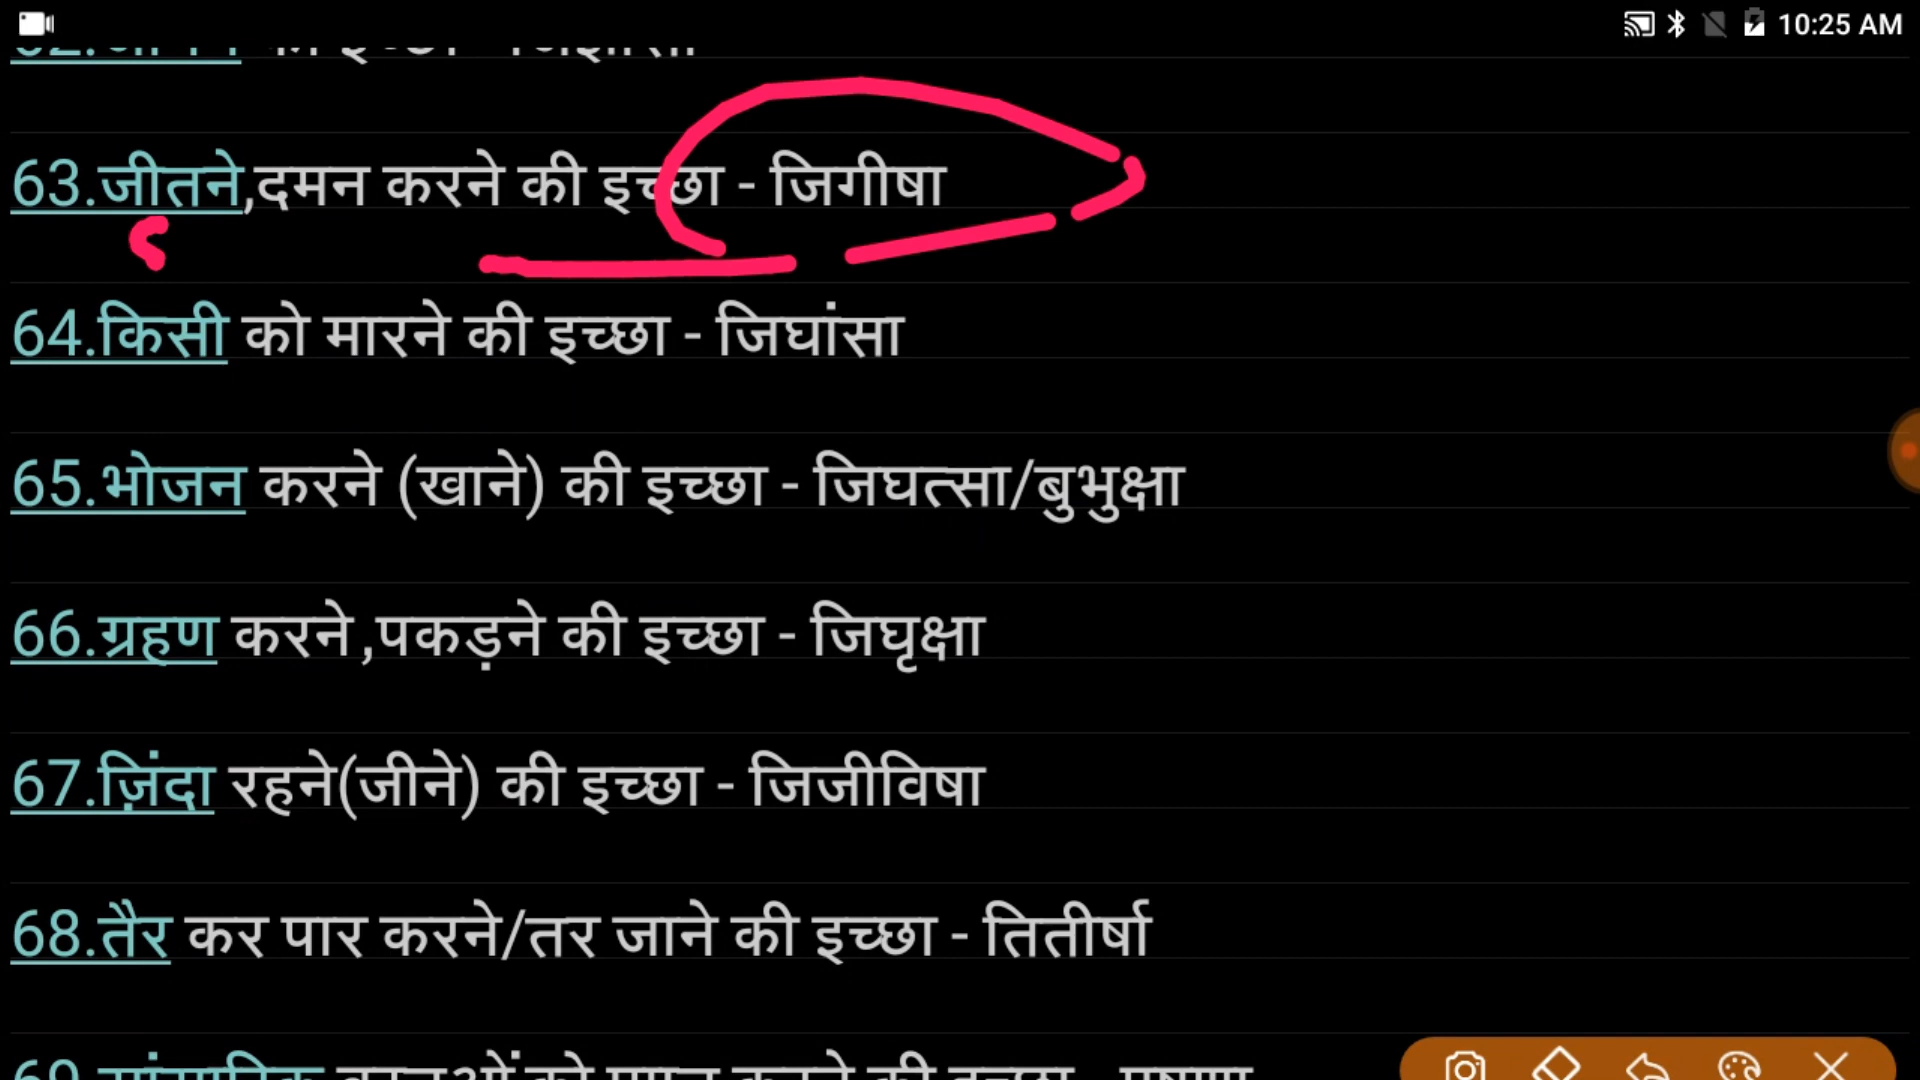 10:25 AM
63.जीतने,दमन करने की इच्छा - जिगीषा
64.किसी को मारने की इच्छा - जिघांसा
65.भोजन करने (खाने) की इच्छा - जिघत्सा/बुभुक्षा
66.ग्रहण करने,पकड़ने की इच्छा - जिघृक्षा
67.ज़िंदा रहने(जीने) की इच्छा - जिजीविषा
68.तैर कर पार करने/तर जाने की इच्छा - तितीर्षा